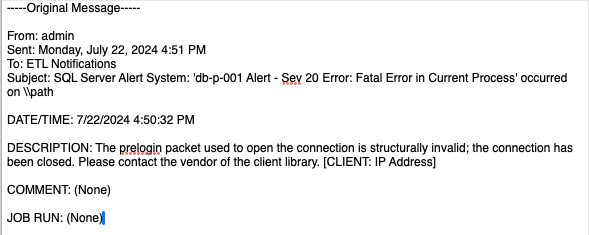 -----Original Message-----
From: admin
Sent: Monday, July 22, 2024 4:51 PM
To: ETL Notifications
Subject: SQL Server Alert System: 'db-p-001 Alert - Sev 20 Error: Fatal Error in Current Process' occurred
on \\path
DATE/TIME: 7/22/2024 4:50:32 PM
DESCRIPTION: The prelogin packet used to open the connection is structurally invalid; the connection has
been closed. Please contact the vendor of the client library. [CLIENT: IP Address]
COMMENT: (None)
JOB RUN: (None)